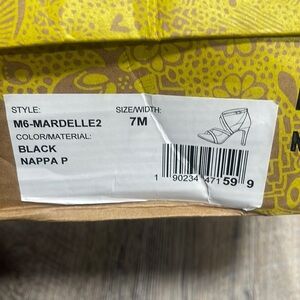 STYLE: SIZE/WIDTH:
M6-MARDELLE2 7M
COLOR/MATERIAL:
BLACK
NAPPA P
1 90234 47159 9